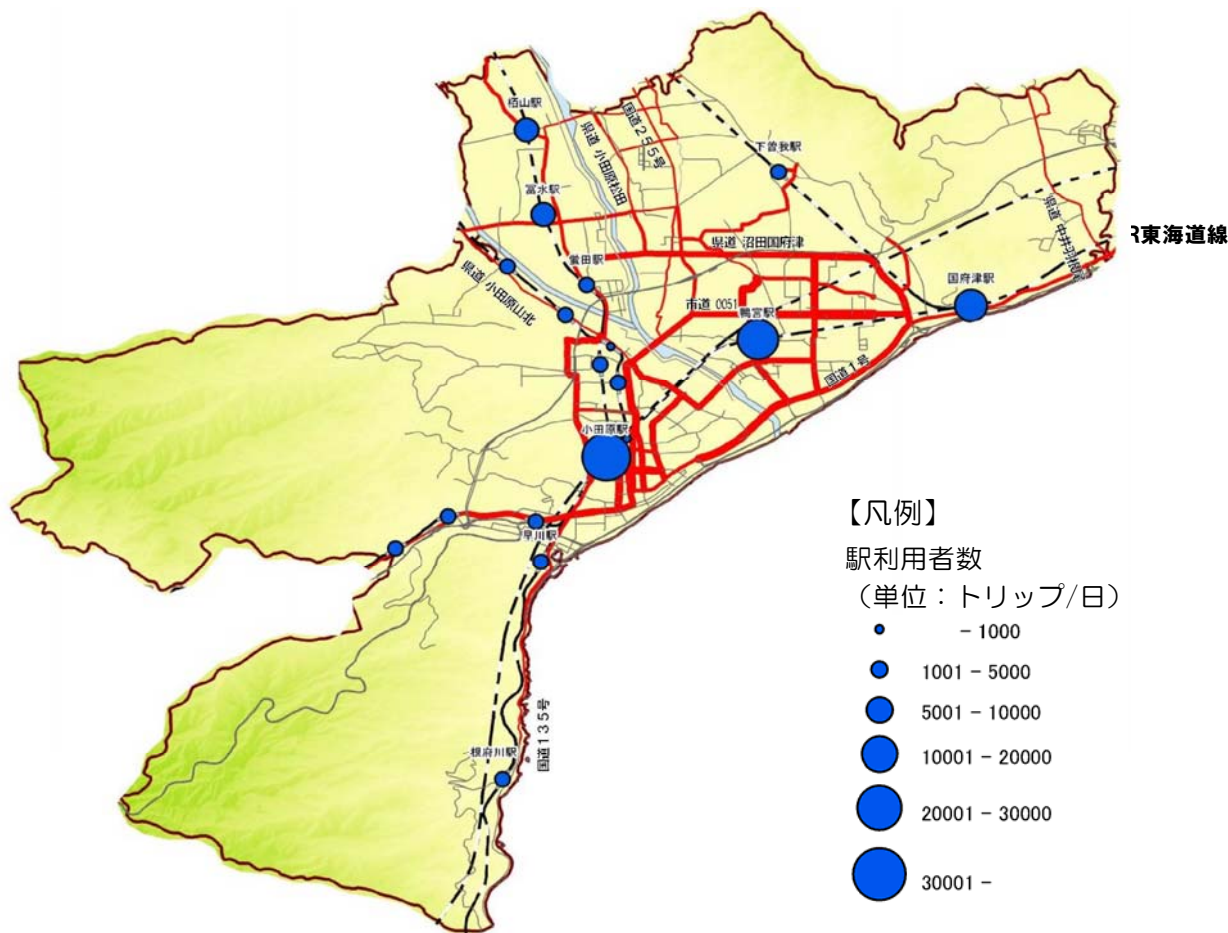 栢山駅
国道255号
県道 小田原松田
下曽我駅
富水駅
県道 中井羽根尾
R東海道線
県道 沼田国府津
蛍田駅
県道 小田原山北
国府津駅
市道 0051
鴨宮駅
国道1号
小田原駅
早川駅
国道135号
根府川駅
【凡例】
駅利用者数
（単位：トリップ/日）
- 1000
1001 - 5000
5001 - 10000
10001 - 20000
20001 - 30000
30001 -